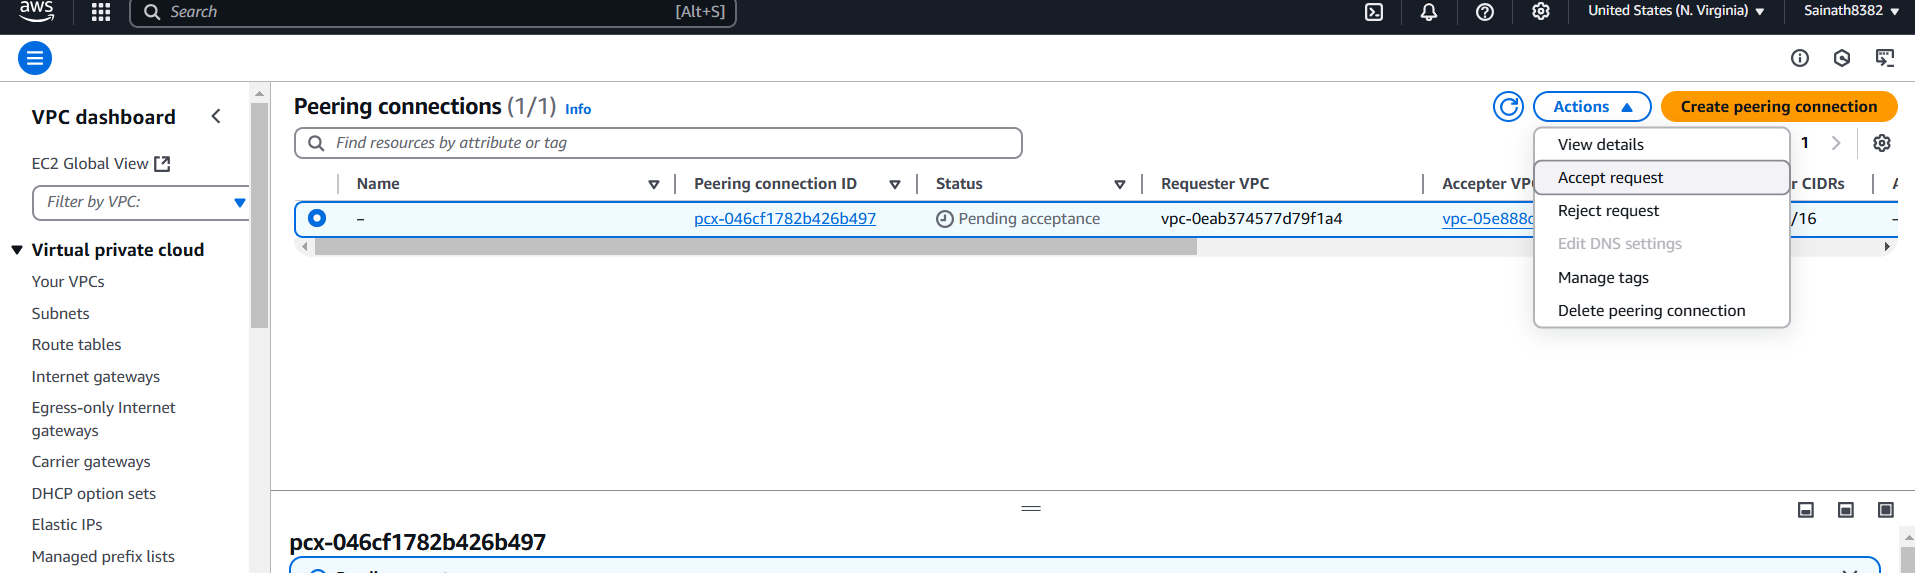 aws
Search [Alt+S] United States (N. Virginia) Sainath8382
VPC dashboard
EC2 Global View
Filter by VPC:
Virtual private cloud
Your VPCs
Subnets
Route tables
Internet gateways
Egress-only Internet
gateways
Carrier gateways
DHCP option sets
Elastic IPs
Managed prefix lists
Peering connections (1/1) Info
Actions
Create peering connection
Find resources by attribute or tag
1
Name Peering connection ID Status Requester VPC Accepter VPC r CIDRs
– pcx-046cf1782b426b497 Pending acceptance vpc-0eab374577d79f1a4 vpc-05e888 /16 –
View details
Accept request
Reject request
Edit DNS settings
Manage tags
Delete peering connection
pcx-046cf1782b426b497